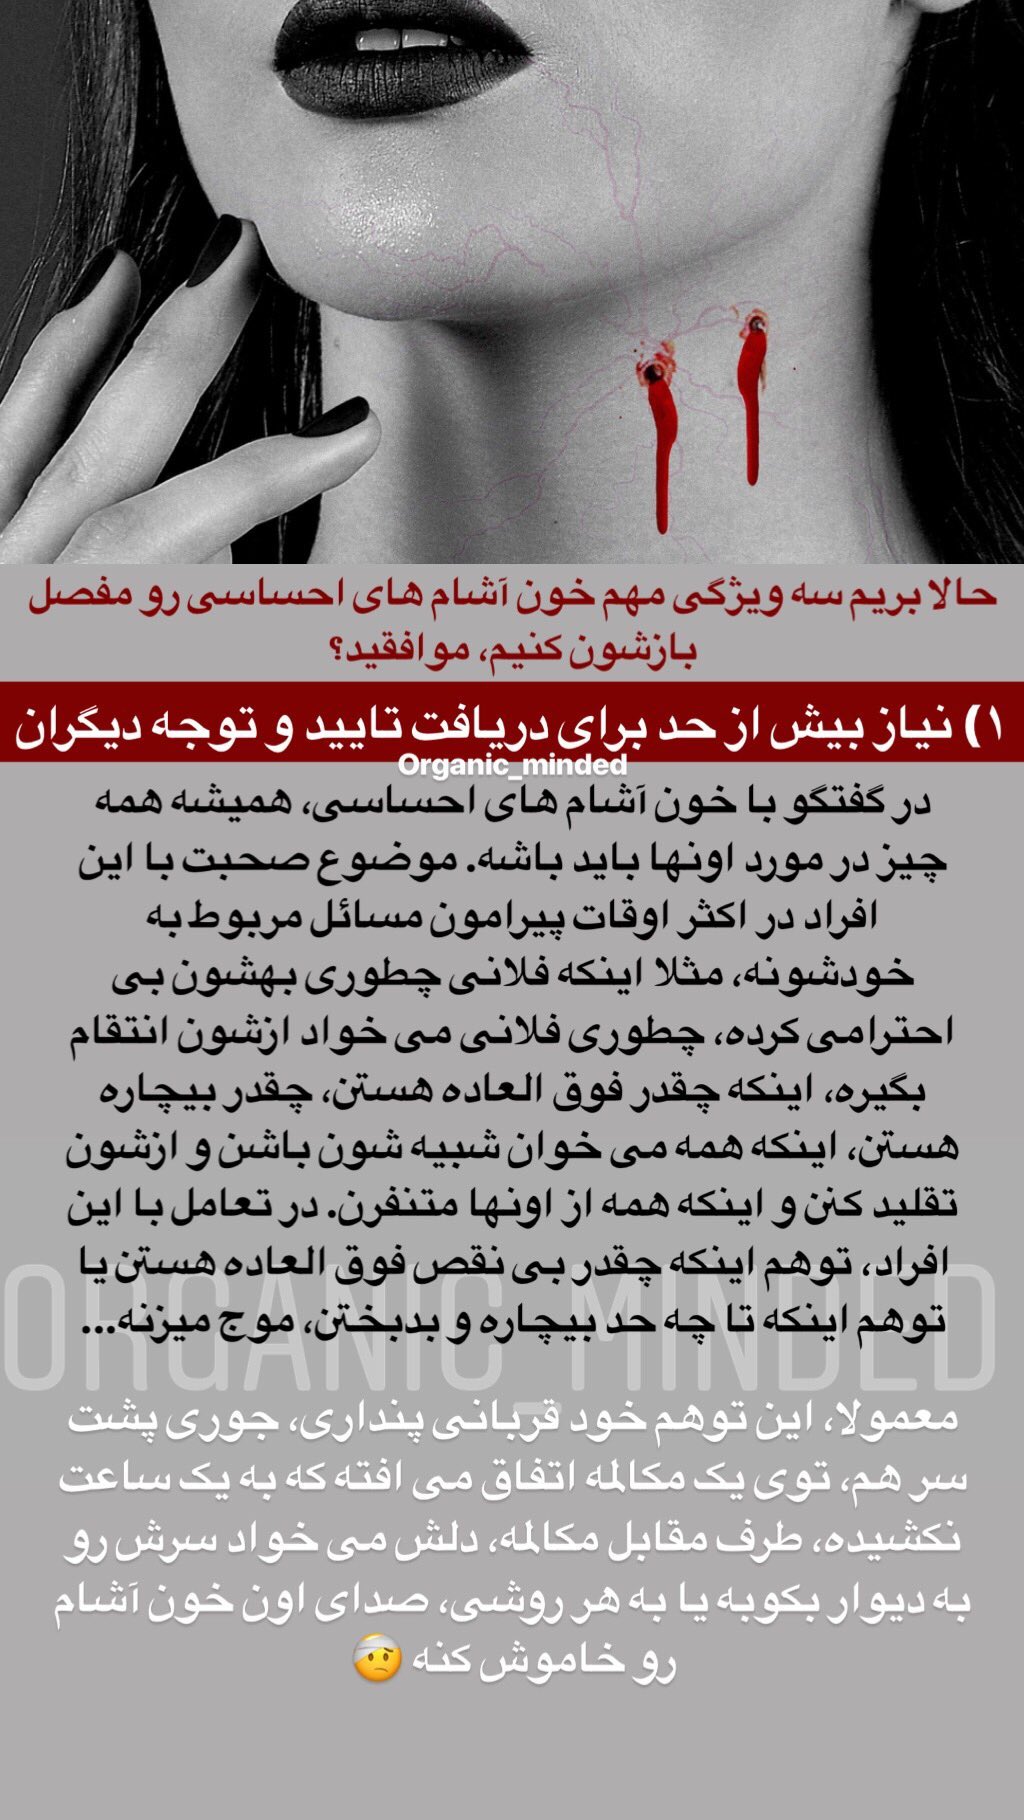 حالا بریم سه ویژگی مهم خون آشام های احساسی رو مفصل
بازشون کنیم، موافقید؟
۱) نیاز بیش از حد برای دریافت تایید و توجه دیگران
Organic_minded
در گفتگو با خون آشام های احساسی، همیشه همه
چیز در مورد اونها باید باشه. موضوع صحبت با این
افراد در اکثر اوقات پیرامون مسائل مربوط به
خودشونه، مثلا اینکه فلانی چطوری بهشون بی
احترامی کرده، چطوری فلانی می خواد ازشون انتقام
بگیره، اینکه چقدر فوق العاده هستن، چقدر بیچاره
هستن، اینکه همه می خوان شبیه شون باشن و ازشون
تقلید کنن و اینکه همه از اونها متنفرن. در تعامل با این
افراد، توهم اینکه چقدر بی نقص فوق العاده هستن یا
توهم اینکه تا چه حد بیچاره و بدبختن، موج میزنه...
ORGANIC_MINDED
معمولا، این توهم خود قربانی پنداری، جوری پشت
سر هم، توی یک مکالمه اتفاق می افته که به یک ساعت
نکشیده، طرف مقابل مکالمه، دلش می خواد سرش رو
به دیوار بکوبه یا به هر روشی، صدای اون خون آشام
رو خاموش کنه 🤕